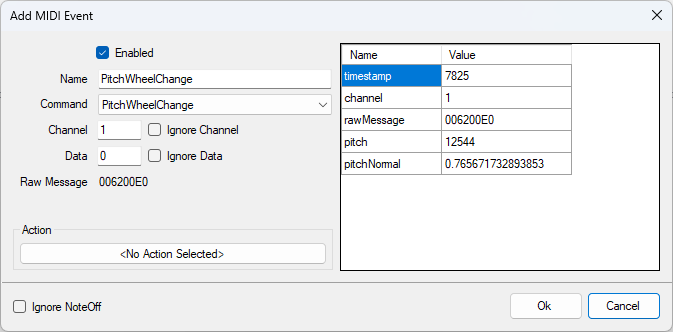 Add MIDI Event
Enabled
Name PitchWheelChange
Command PitchWheelChange
Channel 1 Ignore Channel
Data 0 Ignore Data
Raw Message 006200E0
Action
<No Action Selected>
Name Value
timestamp 7825
channel 1
rawMessage 006200E0
pitch 12544
pitchNormal 0.765671732893853
Ignore NoteOff
Ok Cancel